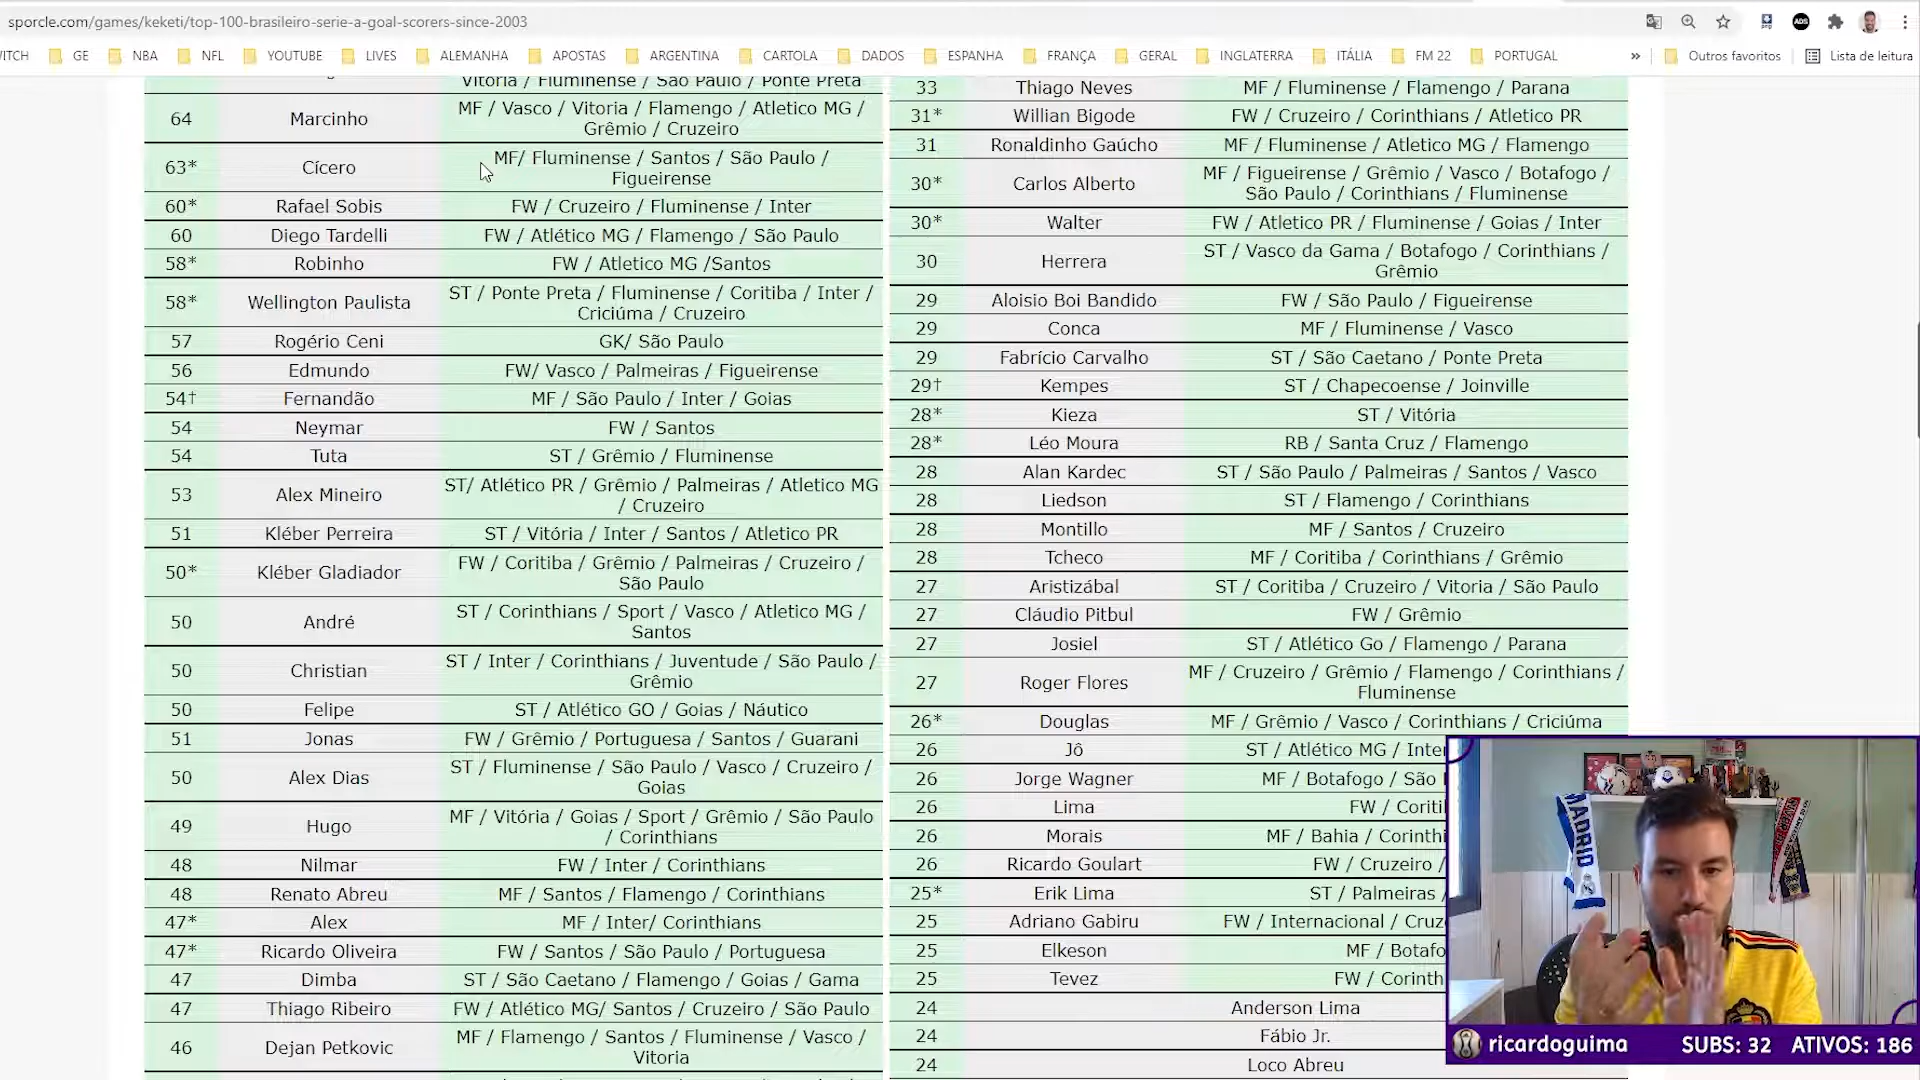 sporcle.com/games/keketi/top-100-brasileiro-serie-a-goal-scorers-since-2003
ITCH GE NBA NFL YOUTUBE LIVES ALEMANHA APOSTAS ARGENTINA CARTOLA DADOS ESPANHA FRANÇA GERAL INGLATERRA ITÁLIA FM 22 PORTUGAL » Outros favoritos Lista de leitura
Vitória / Fluminense / São Paulo / Ponte Preta
64 Marcinho MF / Vasco / Vitoria / Flamengo / Atletico MG /
Grêmio / Cruzeiro
63* Cícero MF/ Fluminense / Santos / São Paulo /
Figueirense
60* Rafael Sobis FW / Cruzeiro / Fluminense / Inter
60 Diego Tardelli FW / Atlético MG / Flamengo / São Paulo
58* Robinho FW / Atletico MG /Santos
58* Wellington Paulista ST / Ponte Preta / Fluminense / Coritiba / Inter /
Criciúma / Cruzeiro
57 Rogério Ceni GK/ São Paulo
56 Edmundo FW/ Vasco / Palmeiras / Figueirense
54† Fernandão MF / São Paulo / Inter / Goias
54 Neymar FW / Santos
54 Tuta ST / Grêmio / Fluminense
53 Alex Mineiro ST/ Atlético PR / Grêmio / Palmeiras / Atletico MG
/ Cruzeiro
51 Kléber Perreira ST / Vitória / Inter / Santos / Atletico PR
50* Kléber Gladiador FW / Coritiba / Grêmio / Palmeiras / Cruzeiro /
São Paulo
50 André ST / Corinthians / Sport / Vasco / Atletico MG /
Santos
50 Christian ST / Inter / Corinthians / Juventude / São Paulo /
Grêmio
50 Felipe ST / Atlético GO / Goias / Náutico
51 Jonas FW / Grêmio / Portuguesa / Santos / Guarani
50 Alex Dias ST / Fluminense / São Paulo / Vasco / Cruzeiro /
Goias
49 Hugo MF / Vitória / Goias / Sport / Grêmio / São Paulo
/ Corinthians
48 Nilmar FW / Inter / Corinthians
48 Renato Abreu MF / Santos / Flamengo / Corinthians
47* Alex MF / Inter/ Corinthians
47* Ricardo Oliveira FW / Santos / São Paulo / Portuguesa
47 Dimba ST / São Caetano / Flamengo / Goias / Gama
47 Thiago Ribeiro FW / Atlético MG/ Santos / Cruzeiro / São Paulo
46 Dejan Petkovic MF / Flamengo / Santos / Fluminense / Vasco /
Vitoria
33 Thiago Neves MF / Fluminense / Flamengo / Parana
31* Willian Bigode FW / Cruzeiro / Corinthians / Atletico PR
31 Ronaldinho Gaúcho MF / Fluminense / Atletico MG / Flamengo
30* Carlos Alberto MF / Figueirense / Grêmio / Vasco / Botafogo /
São Paulo / Corinthians / Fluminense
30* Walter FW / Atletico PR / Fluminense / Goias / Inter
30 Herrera ST / Vasco da Gama / Botafogo / Corinthians /
Grêmio
29 Aloisio Boi Bandido FW / São Paulo / Figueirense
29 Conca MF / Fluminense / Vasco
29 Fabrício Carvalho ST / São Caetano / Ponte Preta
29† Kempes ST / Chapecoense / Joinville
28* Kieza ST / Vitória
28* Léo Moura RB / Santa Cruz / Flamengo
28 Alan Kardec ST / São Paulo / Palmeiras / Santos / Vasco
28 Liedson ST / Flamengo / Corinthians
28 Montillo MF / Santos / Cruzeiro
28 Tcheco MF / Coritiba / Corinthians / Grêmio
27 Aristizábal ST / Coritiba / Cruzeiro / Vitoria / São Paulo
27 Cláudio Pitbul FW / Grêmio
27 Josiel ST / Atlético Go / Flamengo / Parana
27 Roger Flores MF / Cruzeiro / Grêmio / Flamengo / Corinthians /
Fluminense
26* Douglas MF / Grêmio / Vasco / Corinthians / Criciúma
26 Jô ST / Atlético MG / Inte
26 Jorge Wagner MF / Botafogo / São
26 Lima FW / Coriti
26 Morais MF / Bahia / Corinthi
26 Ricardo Goulart FW / Cruzeiro /
25* Erik Lima ST / Palmeiras /
25 Adriano Gabiru FW / Internacional / Cruz
25 Elkeson MF / Botafo
25 Tevez FW / Corinth
24 Anderson Lima
24 Fábio Jr.
24 Loco Abreu
MADRID
ricardoguima SUBS: 32 ATIVOS: 186